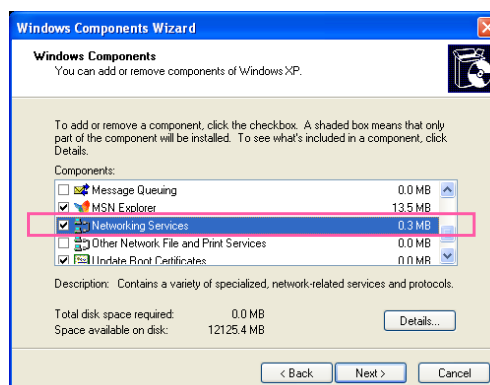 Windows Components Wizard
Windows Components
You can add or remove components of Windows XP.
To add or remove a component, click the checkbox. A shaded box means that only
part of the component will be installed. To see what's included in a component, click
Details.
Components:
Message Queuing 0.0 MB
MSN Explorer 13.5 MB
Networking Services 0.3 MB
Other Network File and Print Services 0.0 MB
Update Root Certificates 0.0 MB
Description: Contains a variety of specialized, network-related services and protocols.
Total disk space required: 0.0 MB
Space available on disk: 12125.4 MB
Details...
< Back Next > Cancel